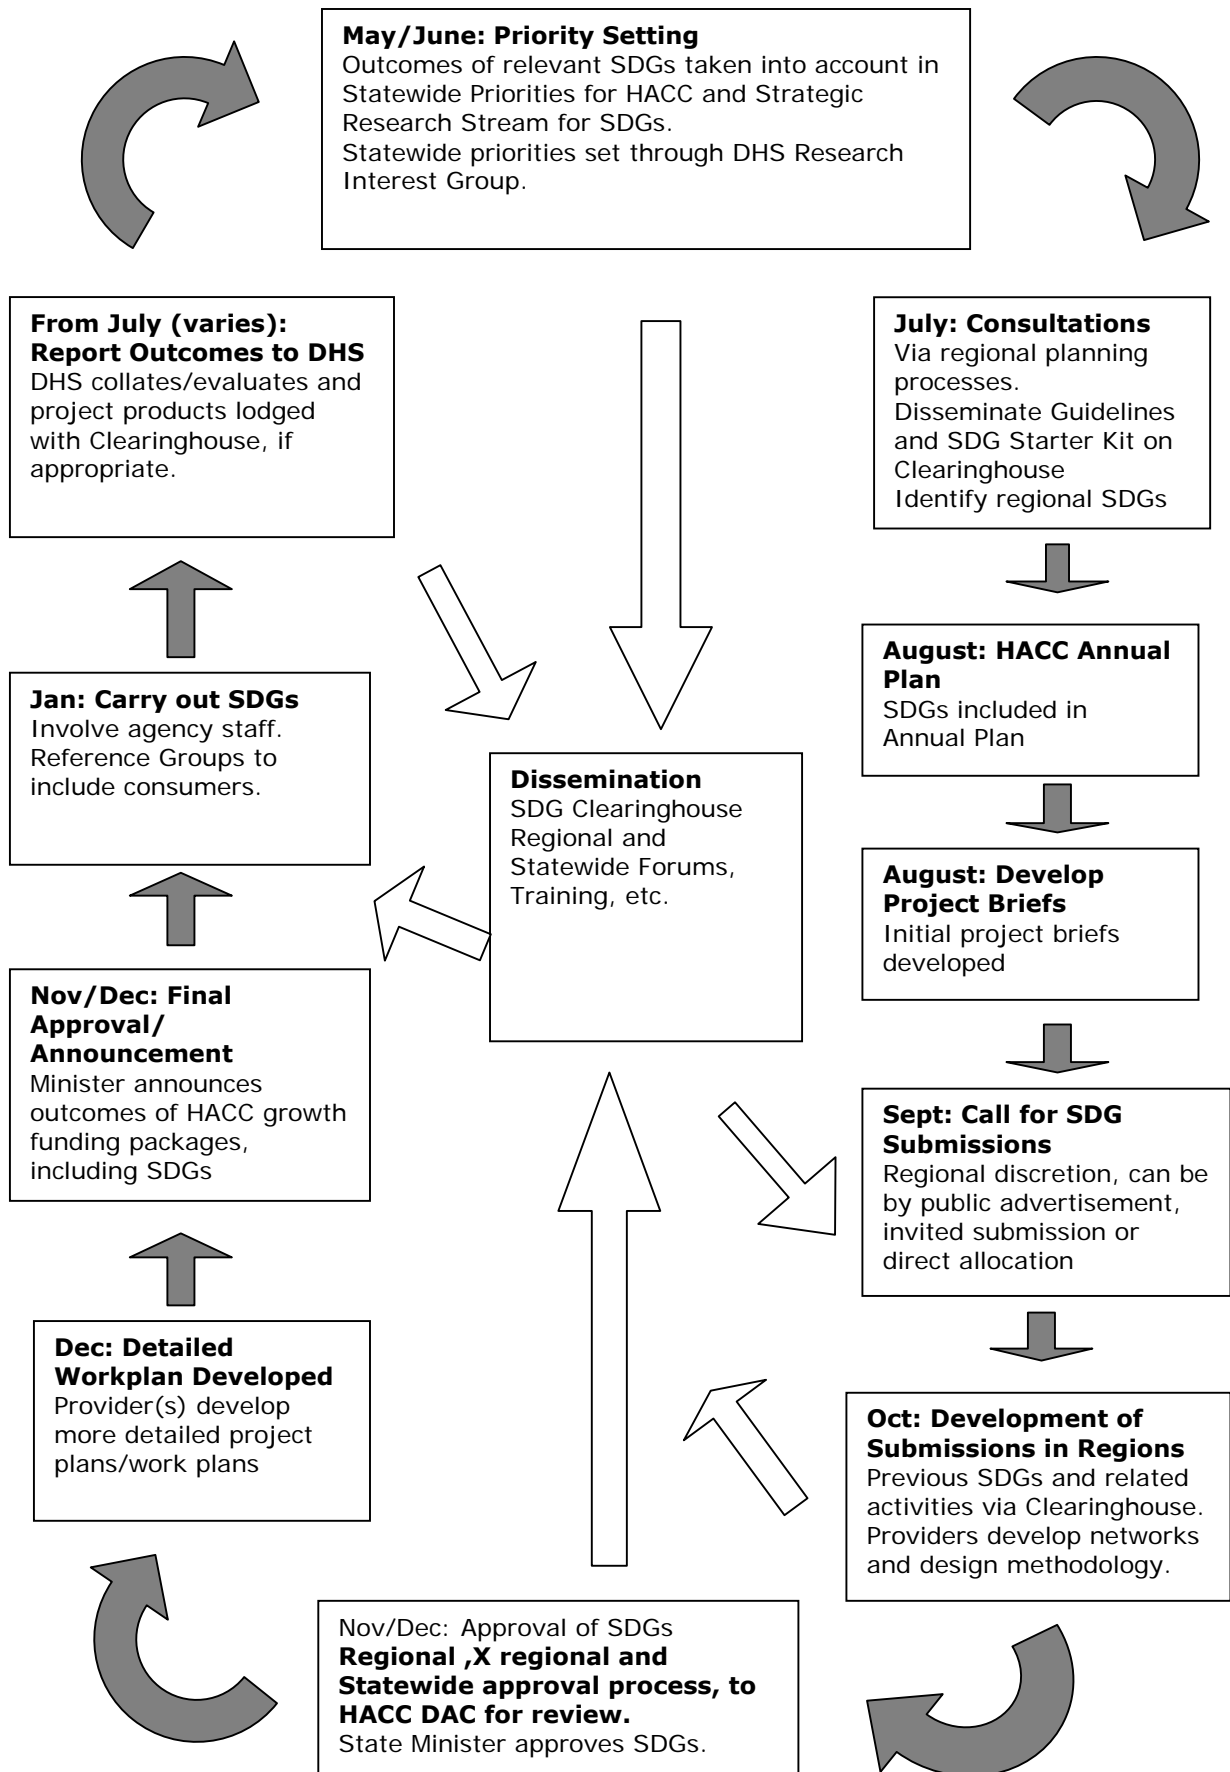 May/June: Priority Setting
Outcomes of relevant SDGs taken into account in
Statewide Priorities for HACC and Strategic
Research Stream for SDGs.
Statewide priorities set through DHS Research
Interest Group.
July: Consultations
Via regional planning
processes.
Disseminate Guidelines
and SDG Starter Kit on
Clearinghouse
Identify regional SDGs
August: HACC Annual
Plan
SDGs included in
Annual Plan
August: Develop
Project Briefs
Initial project briefs
developed
Sept: Call for SDG
Submissions
Regional discretion, can be
by public advertisement,
invited submission or
direct allocation
Oct: Development of
Submissions in Regions
Previous SDGs and related
activities via Clearinghouse.
Providers develop networks
and design methodology.
Nov/Dec: Approval of SDGs
Regional ,X regional and
Statewide approval process, to
HACC DAC for review.
State Minister approves SDGs.
Dec: Detailed
Workplan Developed
Provider(s) develop
more detailed project
plans/work plans
Nov/Dec: Final
Approval/
Announcement
Minister announces
outcomes of HACC growth
funding packages,
including SDGs
Jan: Carry out SDGs
Involve agency staff.
Reference Groups to
include consumers.
From July (varies):
Report Outcomes to DHS
DHS collates/evaluates and
project products lodged
with Clearinghouse, if
appropriate.
Dissemination
SDG Clearinghouse
Regional and
Statewide Forums,
Training, etc.